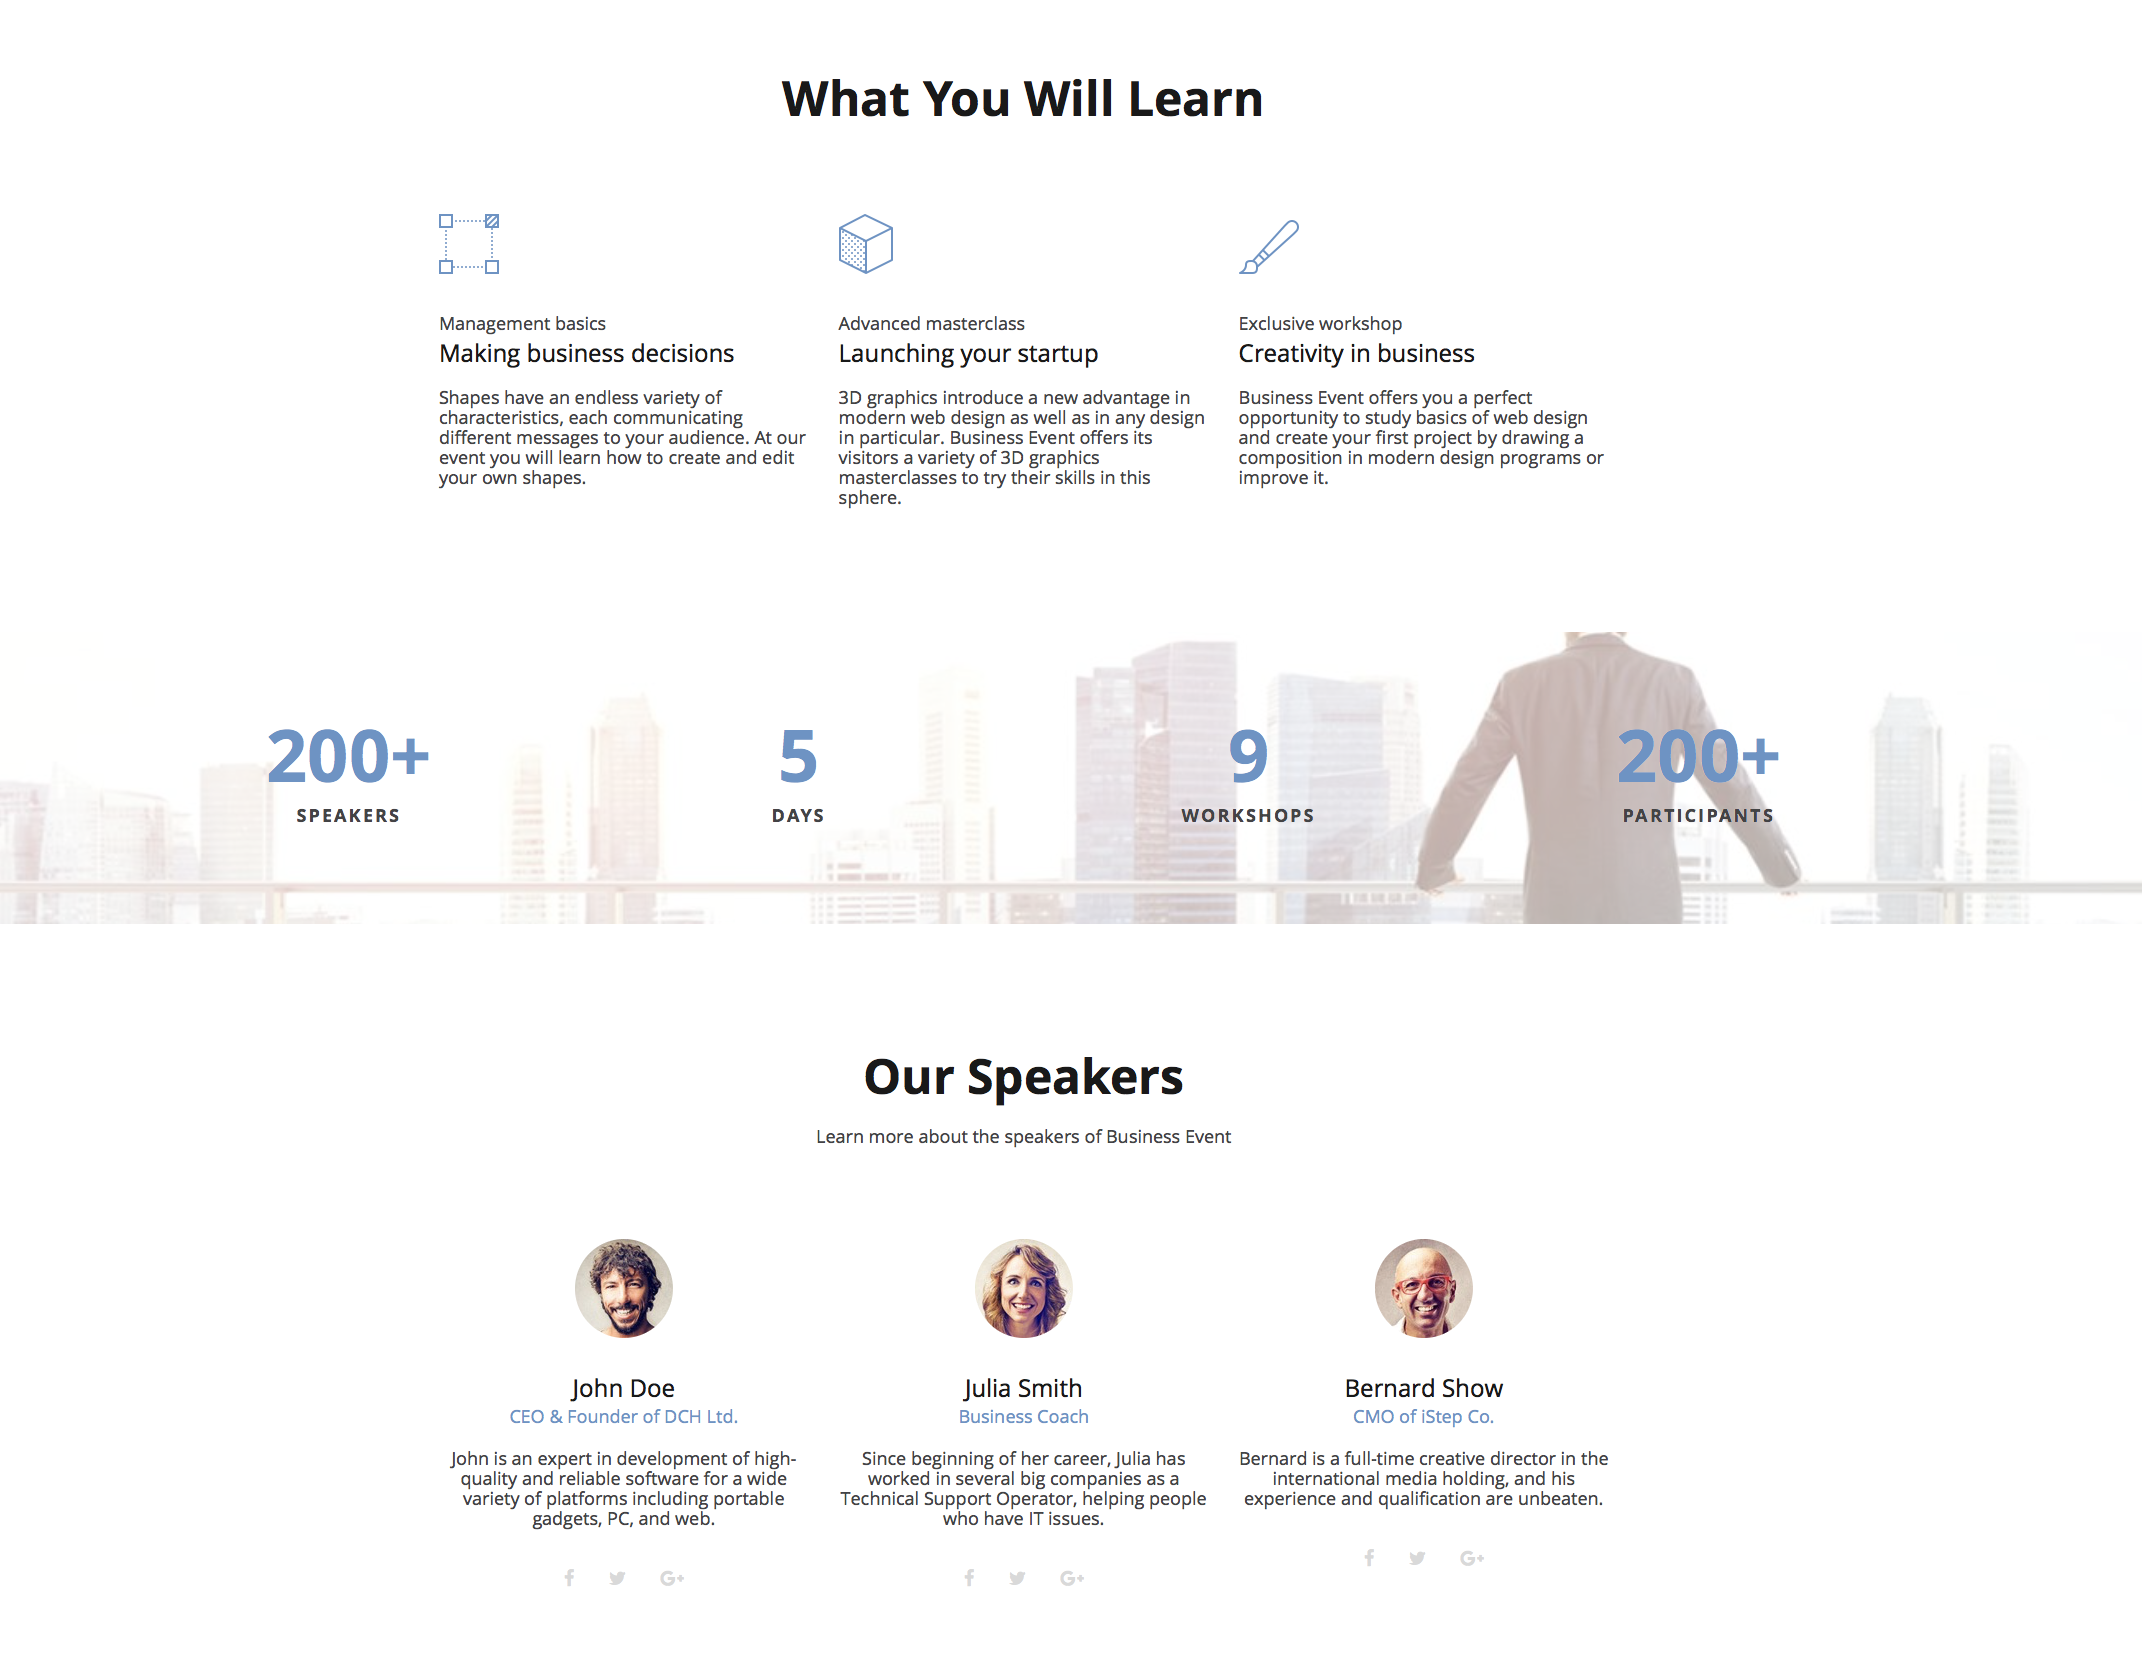 What You Will Learn
Management basics
Making business decisions
Shapes have an endless variety of
characteristics, each communicating
different messages to your audience. At our
event you will learn how to create and edit
your own shapes.
Advanced masterclass
Launching your startup
3D graphics introduce a new advantage in
modern web design as well as in any design
in particular. Business Event offers its
visitors a variety of 3D graphics
masterclasses to try their skills in this
sphere.
Exclusive workshop
Creativity in business
Business Event offers you a perfect
opportunity to study basics of web design
and create your first project by drawing a
composition in modern design programs or
improve it.
200+
SPEAKERS
5
DAYS
9
WORKSHOPS
200+
PARTICIPANTS
Our Speakers
Learn more about the speakers of Business Event
John Doe
CEO & Founder of DCH Ltd.
John is an expert in development of high-
quality and reliable software for a wide
variety of platforms including portable
gadgets, PC, and web.
Julia Smith
Business Coach
Since beginning of her career, Julia has
worked in several big companies as a
Technical Support Operator, helping people
who have IT issues.
Bernard Show
CMO of iStep Co.
Bernard is a full-time creative director in the
international media holding, and his
experience and qualification are unbeaten.